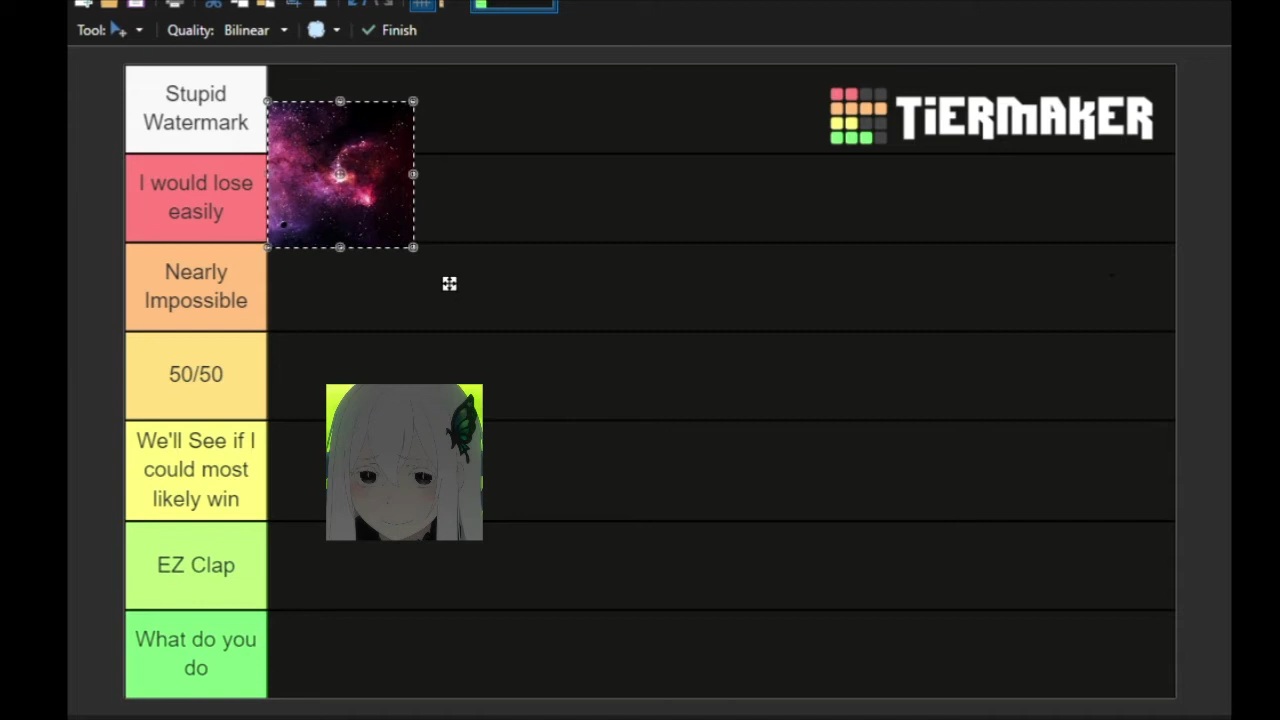 Tool:
Quality: Bilinear
Finish
Stupid
Watermark
TiERMAKER
I would lose
easily
Nearly
Impossible
50/50
We'll See if I
could most
likely win
EZ Clap
What do you
do